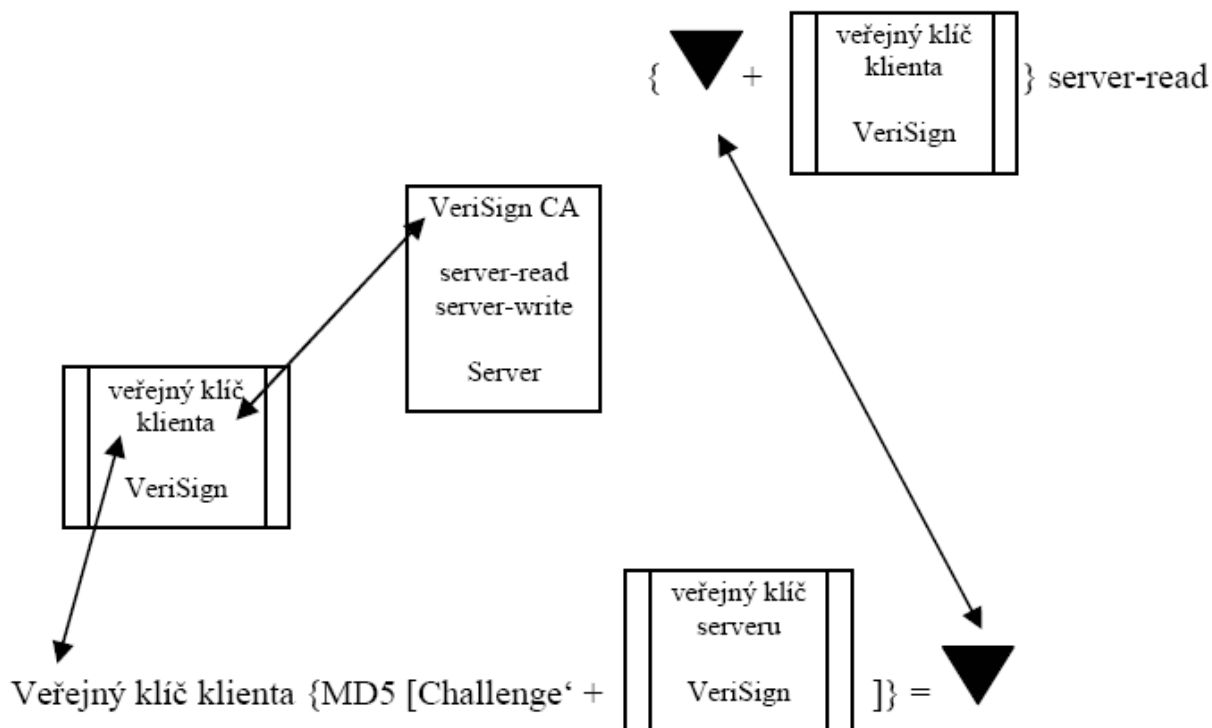 veřejný klíč
klienta
{ + } server-read
VeriSign
VeriSign CA
server-read
server-write
Server
veřejný klíč
klienta
VeriSign
veřejný klíč
serveru
Veřejný klíč klienta {MD5 [Challenge‘ + VeriSign ]} =